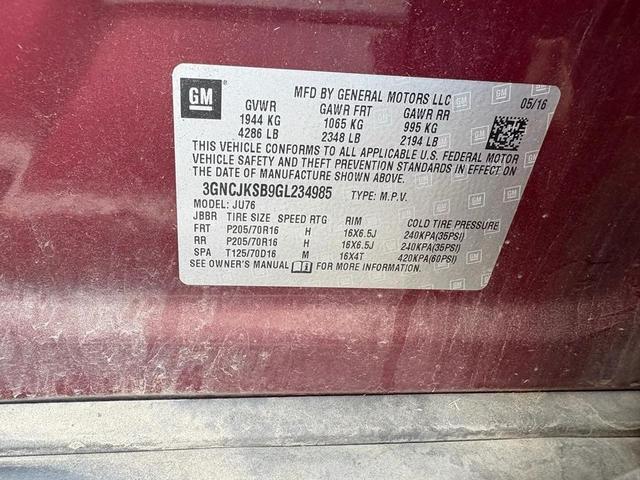 GM
MFD BY GENERAL MOTORS LLC
05/16
GVWR GAWR FRT GAWR RR
1944 KG 1065 KG 995 KG
4286 LB 2348 LB 2194 LB
THIS VEHICLE CONFORMS TO ALL APPLICABLE U.S. FEDERAL MOTOR
VEHICLE SAFETY AND THEFT PREVENTION STANDARDS IN EFFECT ON
THE DATE OF MANUFACTURE SHOWN ABOVE.
3GNCJKSB9GL234985 TYPE: M.P.V.
MODEL: JU76
JBBR TIRE SIZE SPEED RTG RIM COLD TIRE PRESSURE
FRT P205/70R16 H 16X6.5J 240KPA(35PSI)
RR P205/70R16 H 16X6.5J 240KPA(35PSI)
SPA T125/70D16 M 16X4T 420KPA(60PSI)
SEE OWNER'S MANUAL FOR MORE INFORMATION.